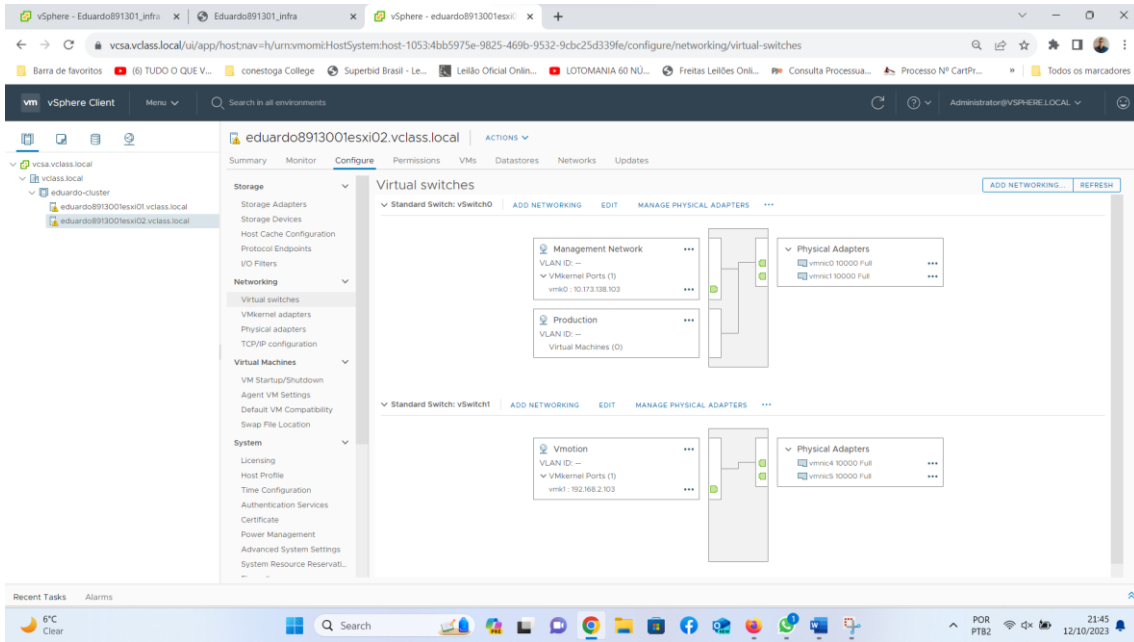 vSphere - Eduardo891301_infra
Eduardo891301_infra
vSphere - eduardo8913001esxi
vcsa.vclass.local/ui/app/host;nav=h/urn:vmomi:HostSystem:host-1053:4bb5975e-9825-469b-9532-9cbc25d339fe/configure/networking/virtual-switches
Barra de favoritos (6) TUDO O QUE V... conestoga College Superbid Brasil - Le... Leilão Oficial Onlin... LOTOMANIA 60 NÚ... Freitas Leilões Onli... Consulta Processua... Processo Nº CartPr... » Todos os marcadores
vm vSphere Client Menu Search in all environments Administrator@VSPHERE.LOCAL
eduardo8913001esxi02.vclass.local ACTIONS
Summary Monitor Configure Permissions VMs Datastores Networks Updates
vcsa.vclass.local
vclass.local
eduardo-cluster
eduardo8913001esxi01.vclass.local
eduardo8913001esxi02.vclass.local
Storage
Storage Adapters
Storage Devices
Host Cache Configuration
Protocol Endpoints
I/O Filters
Networking
Virtual switches
VMkernel adapters
Physical adapters
TCP/IP configuration
Virtual Machines
VM Startup/Shutdown
Agent VM Settings
Default VM Compatibility
Swap File Location
System
Licensing
Host Profile
Time Configuration
Authentication Services
Certificate
Power Management
Advanced System Settings
System Resource Reservati...
Virtual switches
ADD NETWORKING... REFRESH
Standard Switch: vSwitch0 ADD NETWORKING EDIT MANAGE PHYSICAL ADAPTERS ...
Management Network ...
VLAN ID: --
VMkernel Ports (1)
vmk0 : 10.173.138.103 ...
Physical Adapters
vmnic0 10000 Full ...
vmnic1 10000 Full ...
Production ...
VLAN ID: --
Virtual Machines (0)
Standard Switch: vSwitch1 ADD NETWORKING EDIT MANAGE PHYSICAL ADAPTERS ...
Vmotion ...
VLAN ID: --
VMkernel Ports (1)
vmk1 : 192.168.2.103 ...
Physical Adapters
vmnic4 10000 Full ...
vmnic5 10000 Full ...
Recent Tasks Alarms
6°C
Clear
Search
POR
PTB2
21:45
12/10/2023